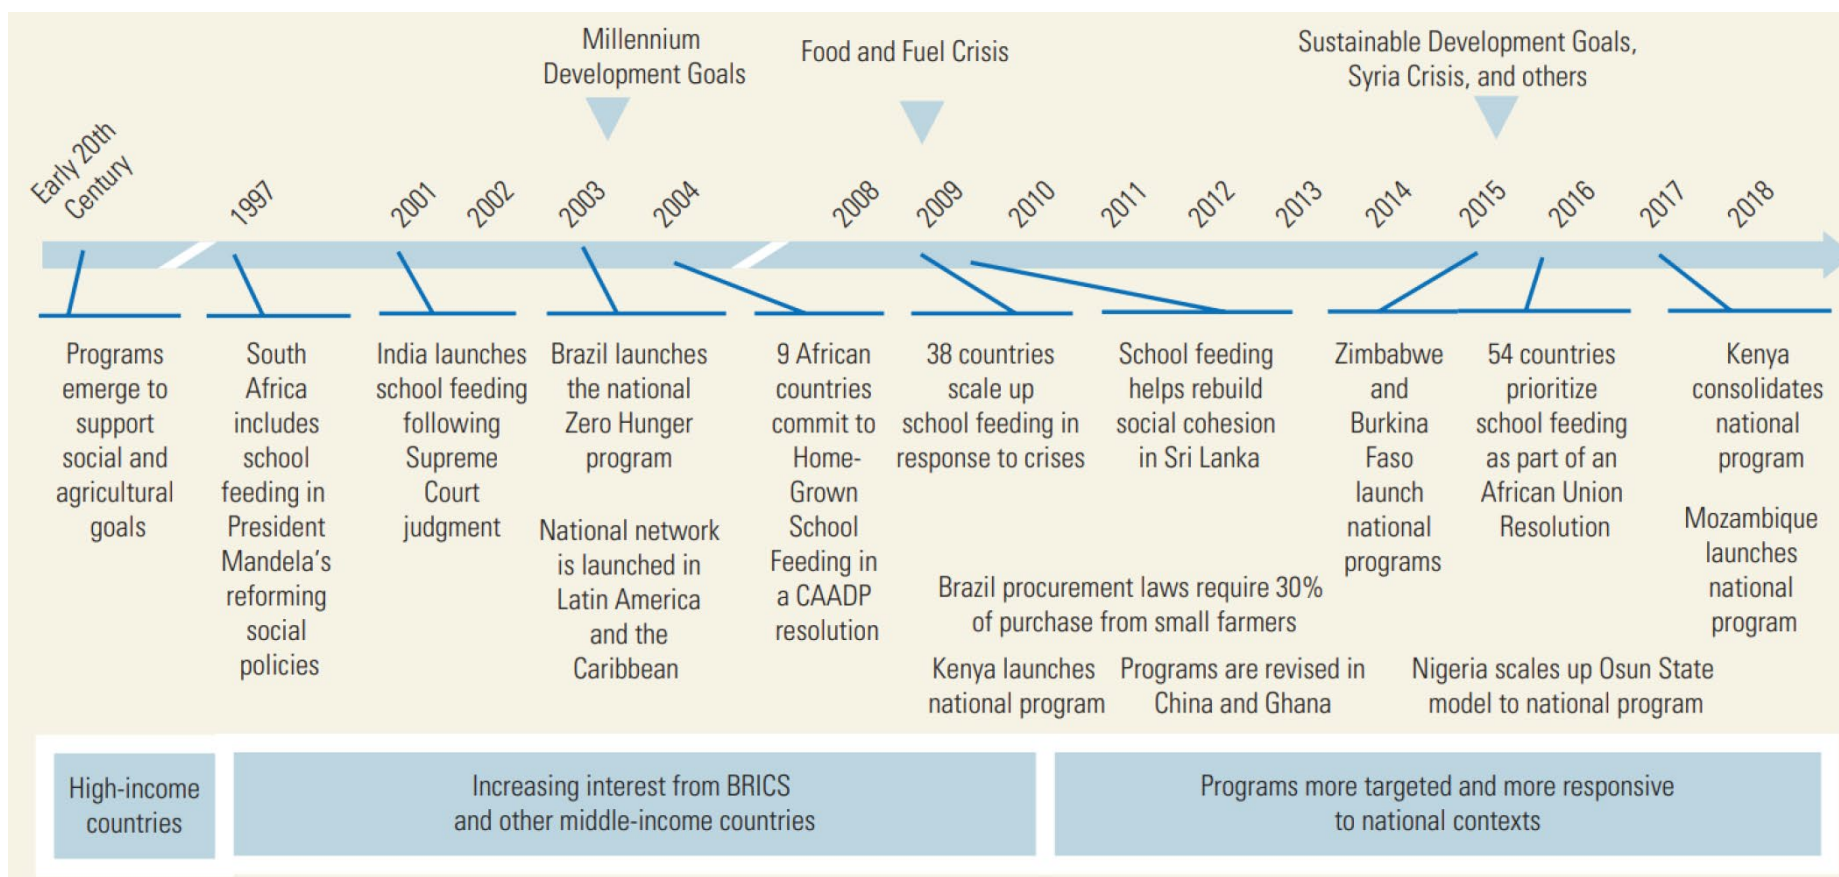 Millennium
Development Goals
Food and Fuel Crisis
Sustainable Development Goals,
Syria Crisis, and others
Early 20th
Century
1997
2001
2002
2003
2004
2008
2009
2010
2011
2012
2013
2014
2015
2016
2017
2018
Programs
emerge to
support
social and
agricultural
goals
South
Africa
includes
school
feeding in
President
Mandela's
reforming
social
policies
India launches
school feeding
following
Supreme
Court
judgment
Brazil launches
the national
Zero Hunger
program
National network
is launched in
Latin America
and the
Caribbean
9 African
countries
commit to
Home-
Grown
School
Feeding in
a CAADP
resolution
38 countries
scale up
school feeding in
response to crises
School feeding
helps rebuild
social cohesion
in Sri Lanka
Brazil procurement laws require 30%
of purchase from small farmers
Kenya launches
national program
Programs are revised in
China and Ghana
Zimbabwe
and
Burkina
Faso
launch
national
programs
54 countries
prioritize
school feeding
as part of an
African Union
Resolution
Nigeria scales up Osun State
model to national program
Kenya
consolidates
national
program
Mozambique
launches
national
program
High-income
countries
Increasing interest from BRICS
and other middle-income countries
Programs more targeted and more responsive
to national contexts